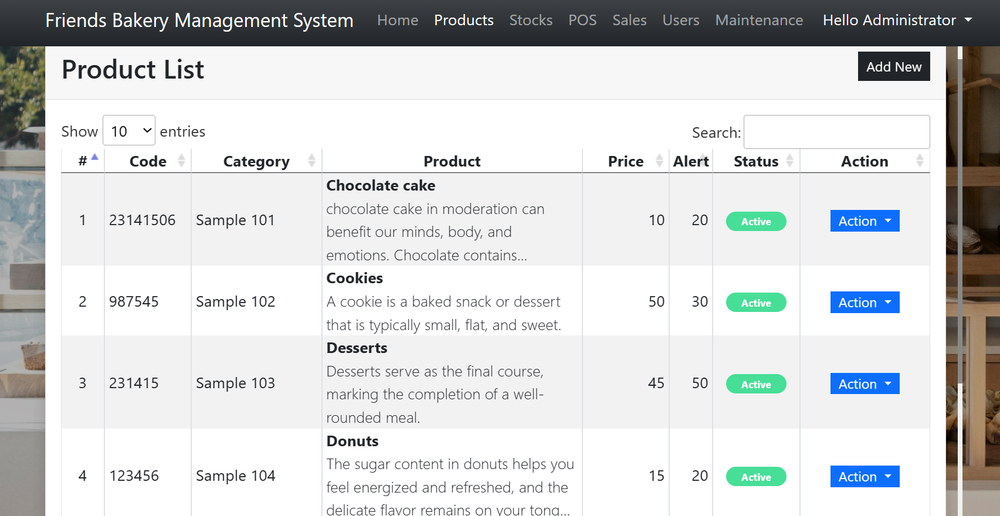 Friends Bakery Management System Home Products Stocks POS Sales Users Maintenance Hello Administrator
Product List Add New
Show 10 entries Search:
# Code Category Product Price Alert Status Action
Chocolate cake
chocolate cake in moderation can
benefit our minds, body, and
emotions. Chocolate contains...
1 23141506 Sample 101 10 20 Active Action
Cookies
A cookie is a baked snack or dessert
that is typically small, flat, and sweet.
2 987545 Sample 102 50 30 Active Action
Desserts
Desserts serve as the final course,
marking the completion of a well-
rounded meal.
3 231415 Sample 103 45 50 Active Action
Donuts
The sugar content in donuts helps you
feel energized and refreshed, and the
delicate flavor remains on your tong...
4 123456 Sample 104 15 20 Active Action